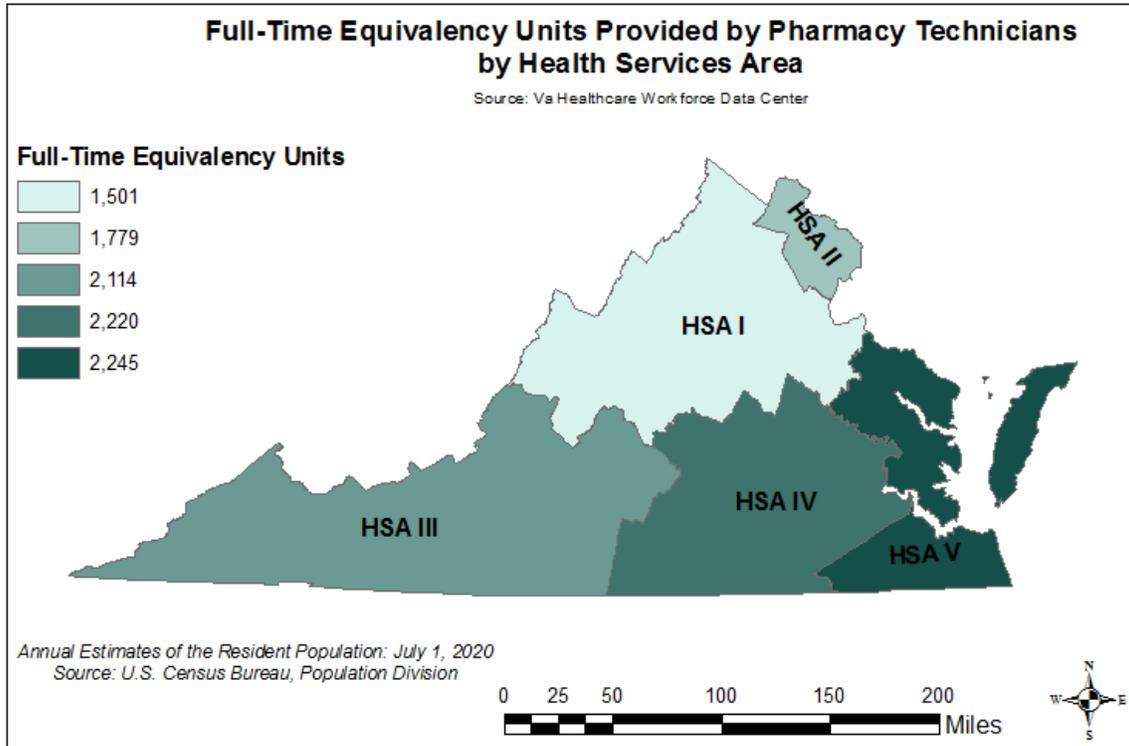 Full-Time Equivalency Units Provided by Pharmacy Technicians
by Health Services Area
Source: Va Healthcare Workforce Data Center
Full-Time Equivalency Units
1,501
1,779
2,114
2,220
2,245
HSA II
HSA I
HSA IV
HSA III
HSA V
Annual Estimates of the Resident Population: July 1, 2020
Source: U.S. Census Bureau, Population Division
0 25 50 100 150 200
Miles
N
W E
S